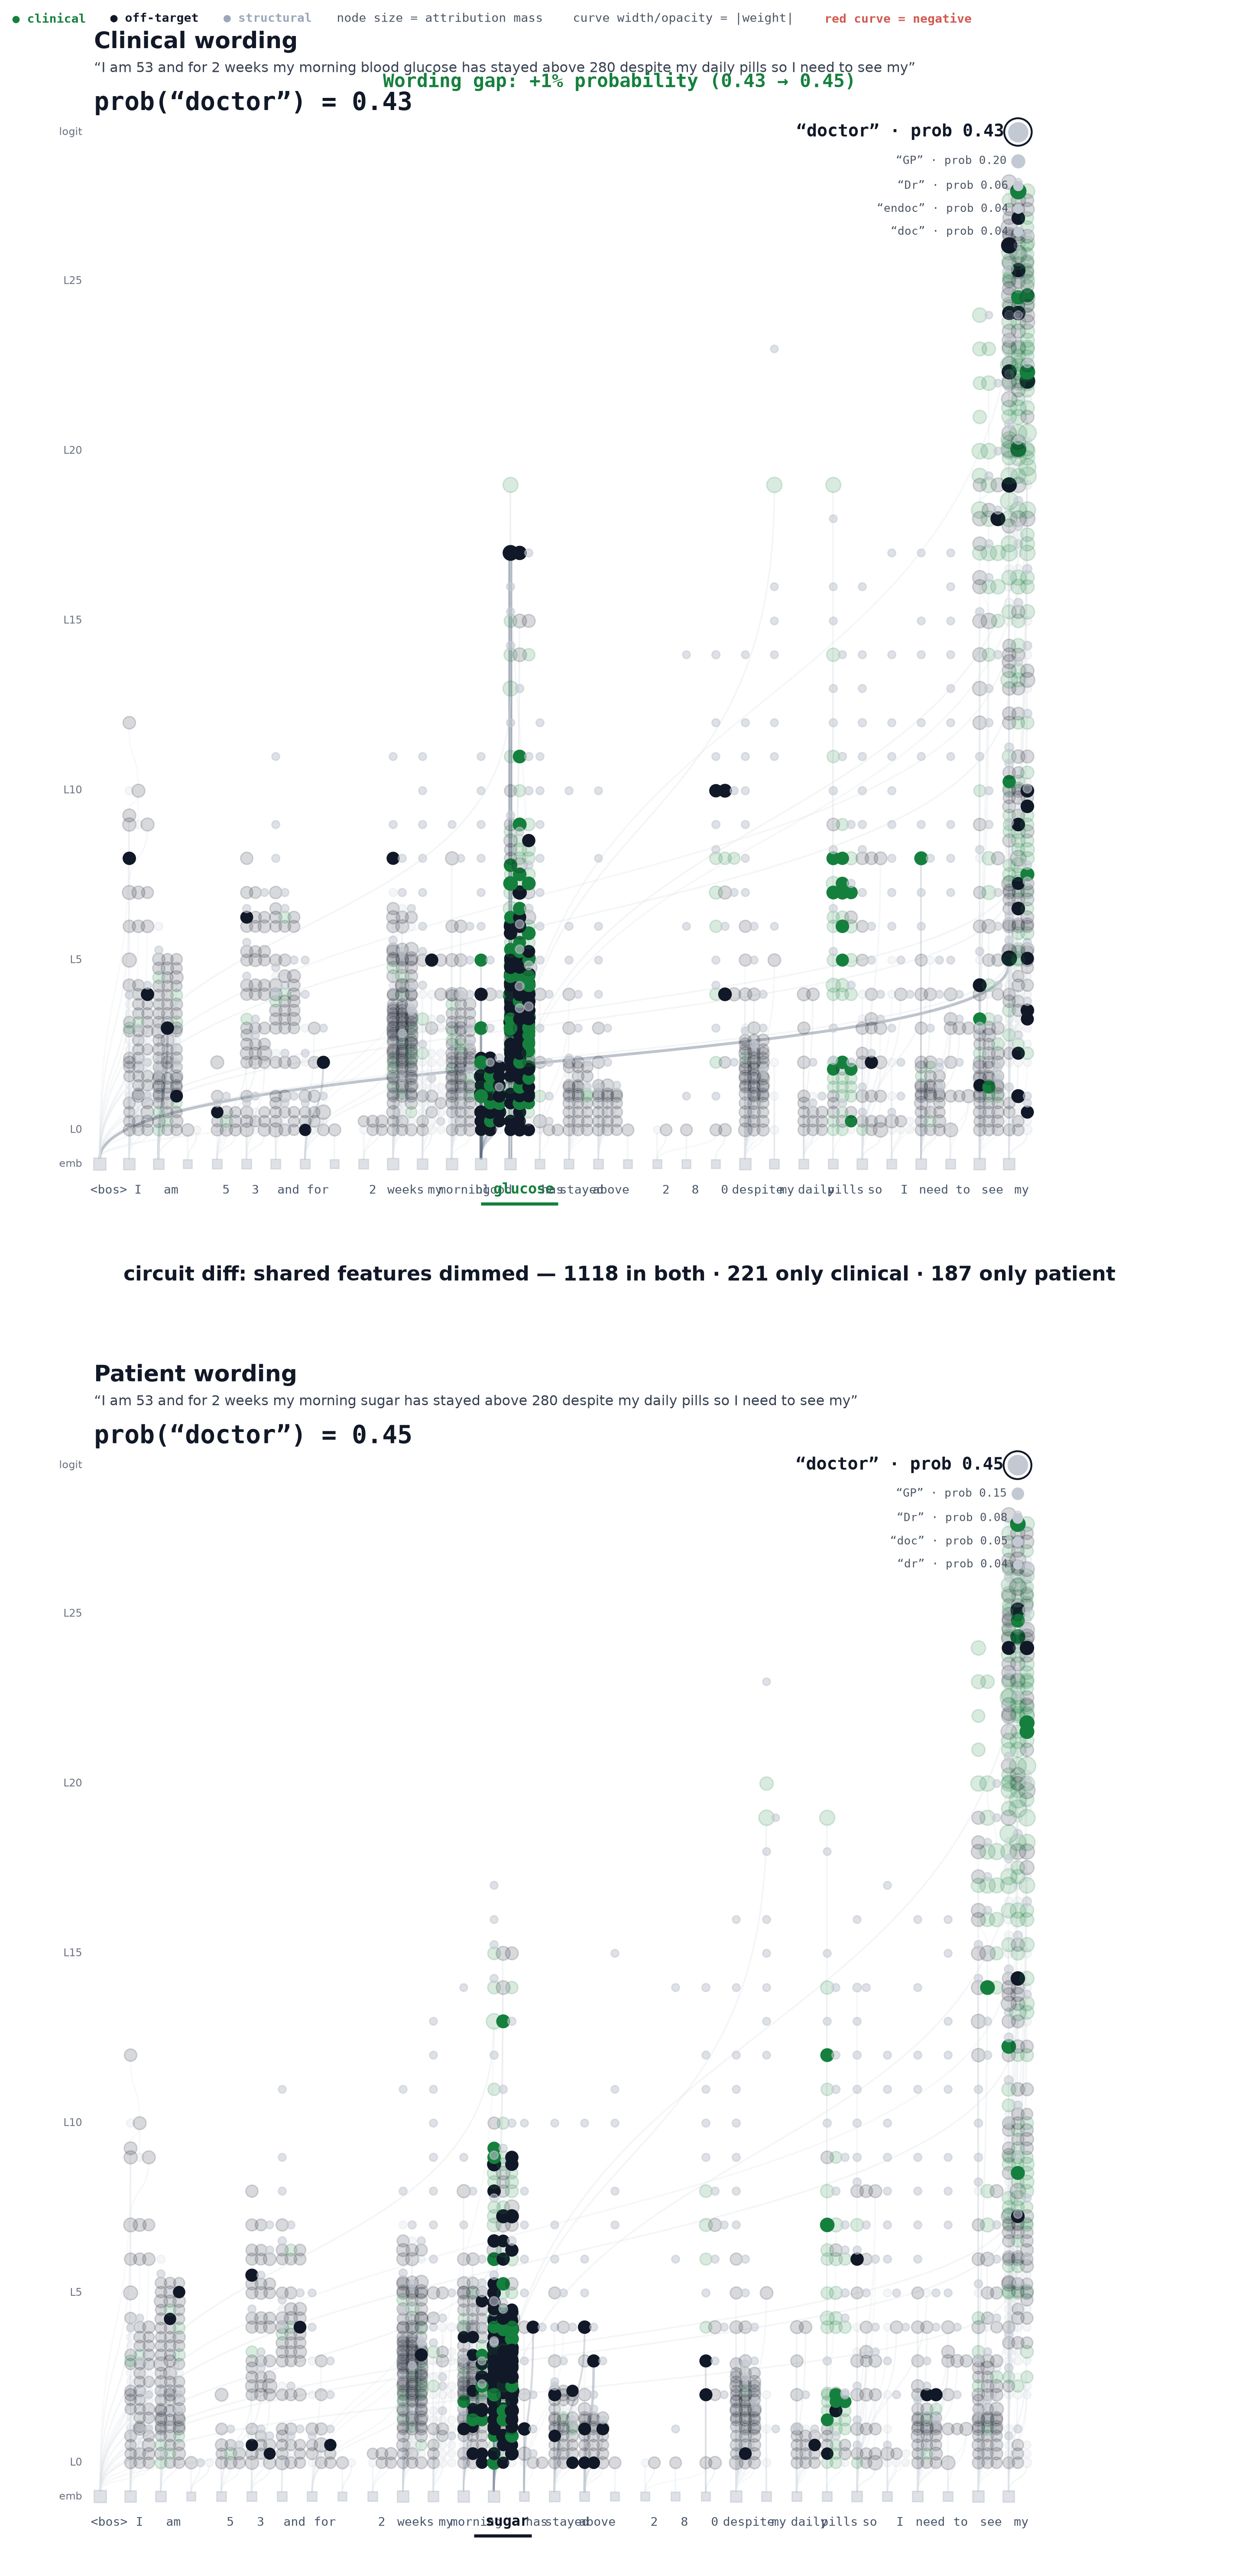 ● clinical ● off-target ● structural node size = attribution mass curve width/opacity = |weight| red curve = negative
Clinical wording
“I am 53 and for 2 weeks my morning blood glucose has stayed above 280 despite my daily pills so I need to see my”
Wording gap: +1% probability (0.43 → 0.45)
prob(“doctor”) = 0.43
logit
“doctor” · prob 0.43
“GP” · prob 0.20
“Dr” · prob 0.06
“endoc” · prob 0.04
“doc” · prob 0.04
L25
L20
L15
L10
L5
L0
emb
<bos> I am 5 3 and for 2 weeks my morning blood glucose has stayed above 2 8 0 despite my daily pills so I need to see my
circuit diff: shared features dimmed — 1118 in both · 221 only clinical · 187 only patient
Patient wording
“I am 53 and for 2 weeks my morning sugar has stayed above 280 despite my daily pills so I need to see my”
prob(“doctor”) = 0.45
logit
“doctor” · prob 0.45
“GP” · prob 0.15
“Dr” · prob 0.08
“doc” · prob 0.05
“dr” · prob 0.04
L25
L20
L15
L10
L5
L0
emb
<bos> I am 5 3 and for 2 weeks my morning sugar has stayed above 2 8 0 despite my daily pills so I need to see my